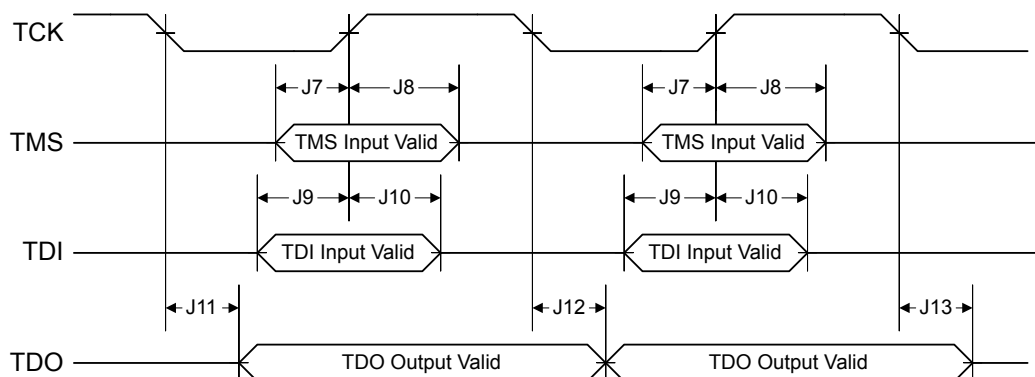 TCK
J7 J8 J7 J8
TMS TMS Input Valid TMS Input Valid
J9 J10 J9 J10
TDI TDI Input Valid TDI Input Valid
J11 J12 J13
TDO TDO Output Valid TDO Output Valid